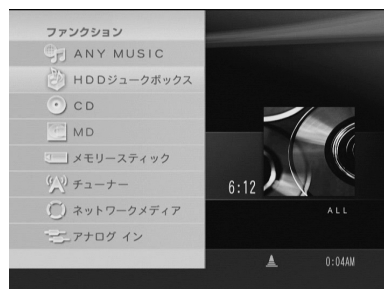 ファンクション
ANY MUSIC
HDDジュークボックス
CD
MD
メモリースティック
チューナー
ネットワークメディア
アナログ イン
6:12
ALL
0:04AM